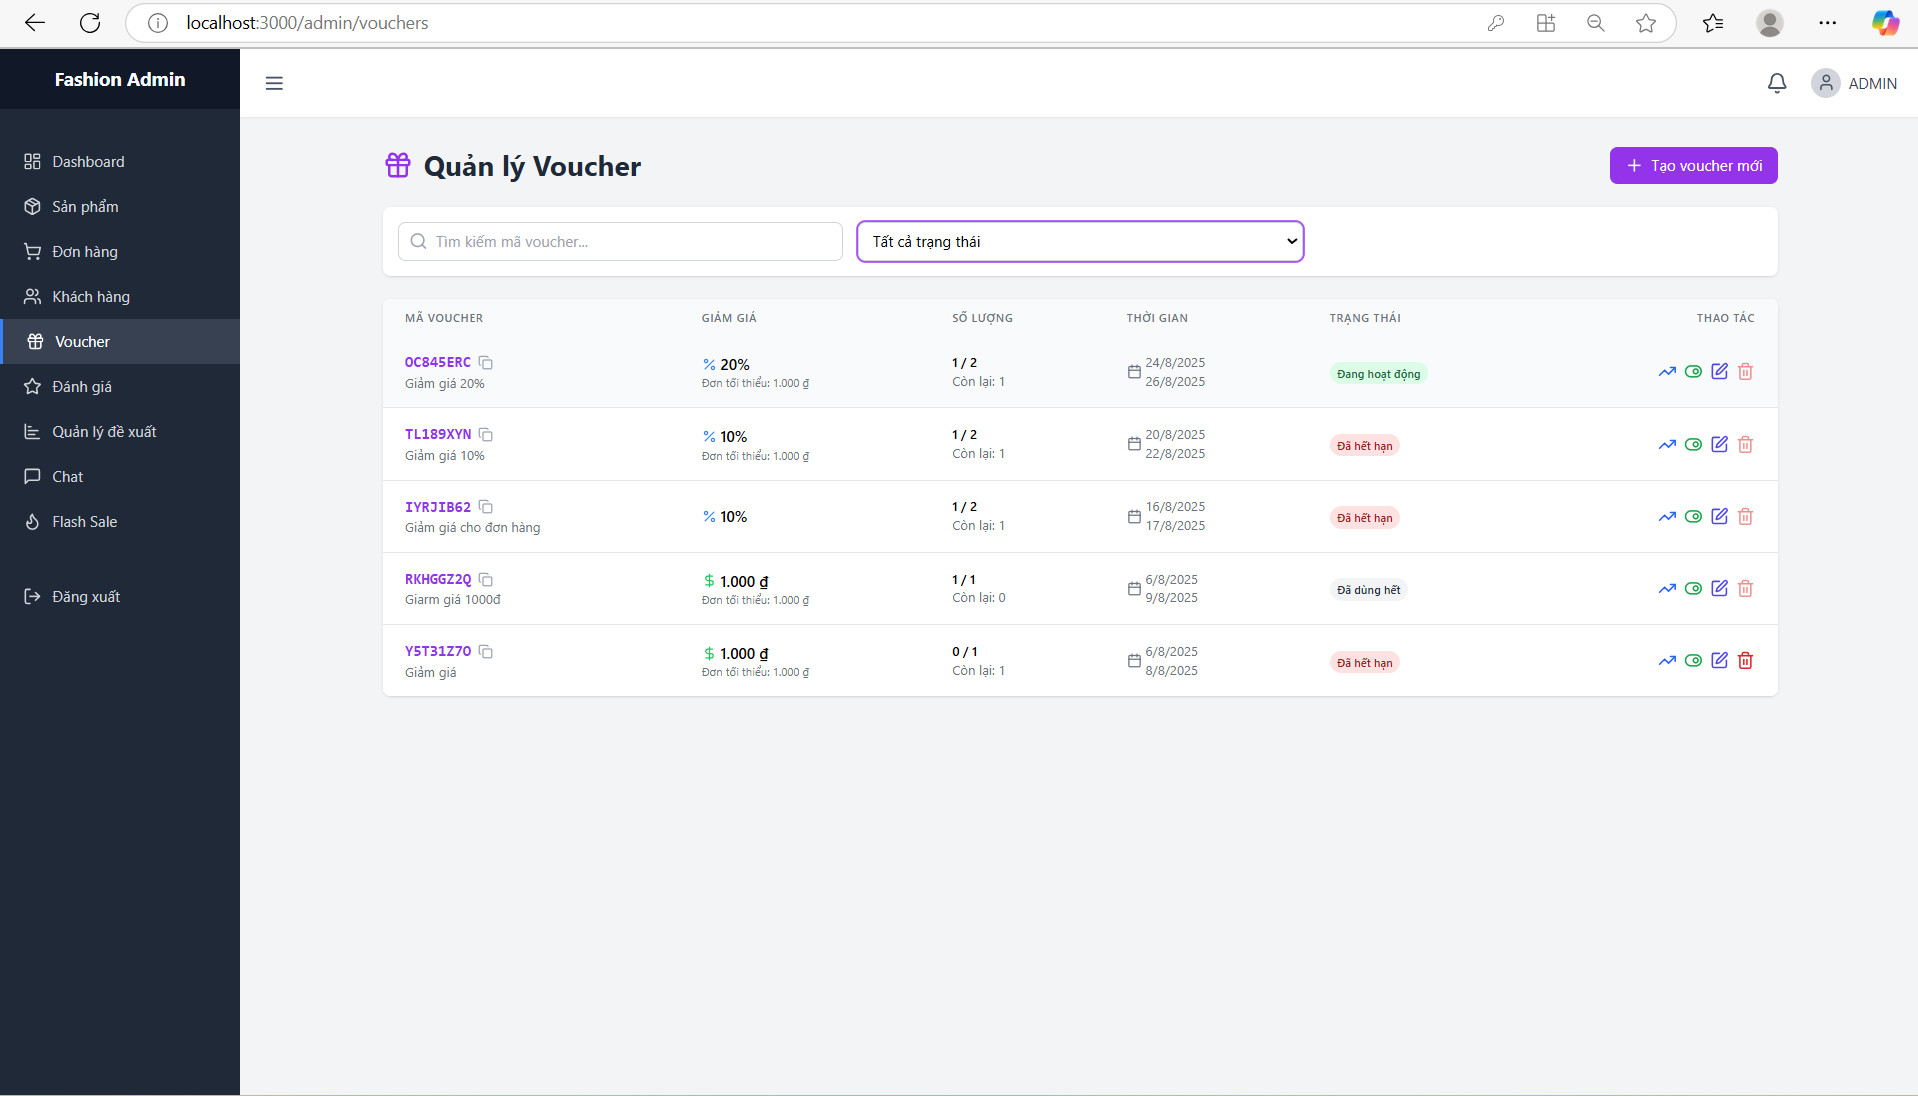 localhost:3000/admin/vouchers
Fashion Admin
ADMIN
Dashboard
Sản phẩm
Đơn hàng
Khách hàng
Voucher
Đánh giá
Quản lý đề xuất
Chat
Flash Sale
Đăng xuất
Quản lý Voucher
Tạo voucher mới
Tìm kiếm mã voucher...
Tất cả trạng thái
MÃ VOUCHER GIẢM GIÁ SỐ LƯỢNG THỜI GIAN TRẠNG THÁI THAO TÁC
OC845ERC % 20% 1 / 2 24/8/2025 Đang hoạt động
Giảm giá 20% Đơn tối thiểu: 1.000 ₫ Còn lại: 1 26/8/2025
TL189XYN % 10% 1 / 2 20/8/2025 Đã hết hạn
Giảm giá 10% Đơn tối thiểu: 1.000 ₫ Còn lại: 1 22/8/2025
IYRJIB62 % 10% 1 / 2 16/8/2025 Đã hết hạn
Giảm giá cho đơn hàng Còn lại: 1 17/8/2025
RKHGGZ2Q $ 1.000 ₫ 1 / 1 6/8/2025 Đã dùng hết
Giarm giá 1000đ Đơn tối thiểu: 1.000 ₫ Còn lại: 0 9/8/2025
Y5T31Z7O $ 1.000 ₫ 0 / 1 6/8/2025 Đã hết hạn
Giảm giá Đơn tối thiểu: 1.000 ₫ Còn lại: 1 8/8/2025